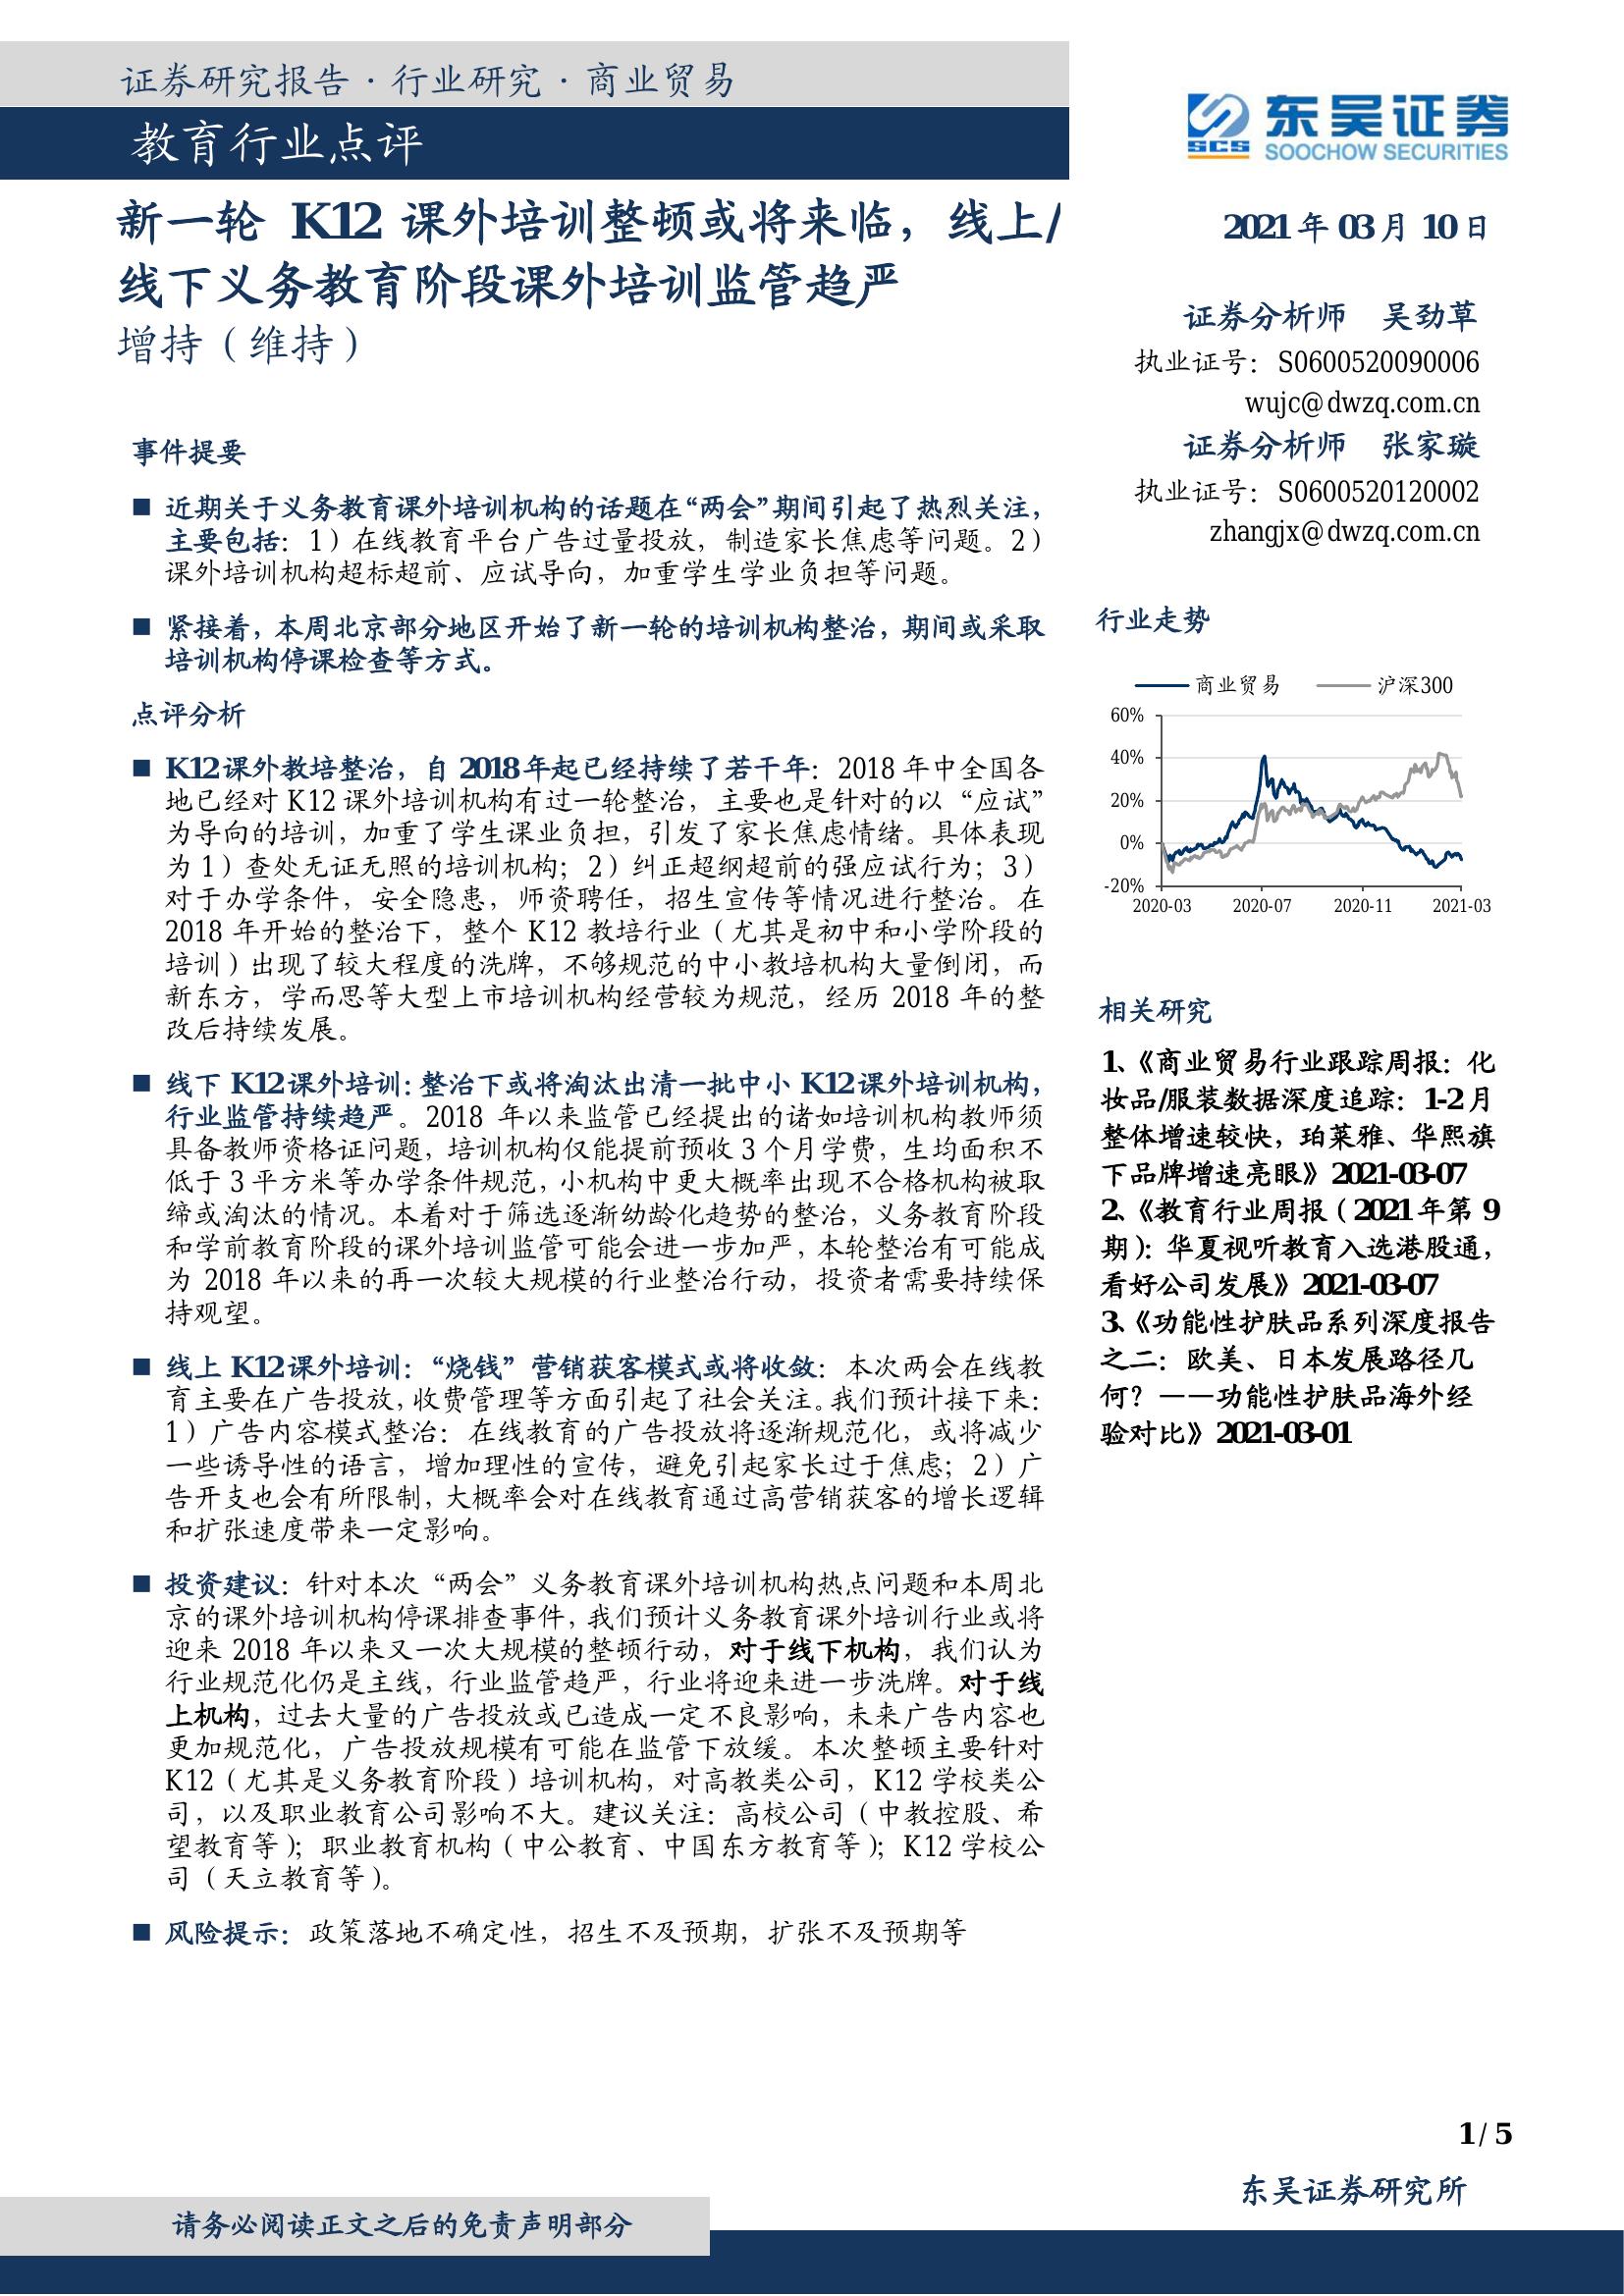 证券研究报告 · 行业研究 · 商业贸易
教育行业点评
SCS
东吴证券
SOOCHOW SECURITIES
新一轮 K12 课外培训整顿或将来临，线上/
线下义务教育阶段课外培训监管趋严
增持（维持）
事件提要
■ 近期关于义务教育课外培训机构的话题在“两会”期间引起了热烈关注，
主要包括：1）在线教育平台广告过量投放，制造家长焦虑等问题。2）
课外培训机构超标超前、应试导向，加重学生学业负担等问题。
■ 紧接着，本周北京部分地区开始了新一轮的培训机构整治，期间或采取
培训机构停课检查等方式。
点评分析
■ K12课外教培整治，自 2018年起已经持续了若干年：2018 年中全国各
地已经对 K12 课外培训机构有过一轮整治，主要也是针对的以“应试”
为导向的培训，加重了学生课业负担，引发了家长焦虑情绪。具体表现
为 1）查处无证无照的培训机构；2）纠正超纲超前的强应试行为；3）
对于办学条件，安全隐患，师资聘任，招生宣传等情况进行整治。在
2018 年开始的整治下，整个 K12 教培行业（尤其是初中和小学阶段的
培训）出现了较大程度的洗牌，不够规范的中小教培机构大量倒闭，而
新东方，学而思等大型上市培训机构经营较为规范，经历 2018 年的整
改后持续发展。
■ 线下 K12课外培训：整治下或将淘汰出清一批中小 K12课外培训机构，
行业监管持续趋严。2018 年以来监管已经提出的诸如培训机构教师须
具备教师资格证问题，培训机构仅能提前预收 3 个月学费，生均面积不
低于 3 平方米等办学条件规范，小机构中更大概率出现不合格机构被取
缔或淘汰的情况。本着对于筛选逐渐幼龄化趋势的整治，义务教育阶段
和学前教育阶段的课外培训监管可能会进一步加严，本轮整治有可能成
为 2018 年以来的再一次较大规模的行业整治行动，投资者需要持续保
持观望。
■ 线上 K12课外培训：“烧钱”营销获客模式或将收敛：本次两会在线教
育主要在广告投放，收费管理等方面引起了社会关注。我们预计接下来：
1）广告内容模式整治：在线教育的广告投放将逐渐规范化，或将减少
一些诱导性的语言，增加理性的宣传，避免引起家长过于焦虑；2）广
告开支也会有所限制，大概率会对在线教育通过高营销获客的增长逻辑
和扩张速度带来一定影响。
■ 投资建议：针对本次“两会”义务教育课外培训机构热点问题和本周北
京的课外培训机构停课排查事件，我们预计义务教育课外培训行业或将
迎来 2018 年以来又一次大规模的整顿行动，对于线下机构，我们认为
行业规范化仍是主线，行业监管趋严，行业将迎来进一步洗牌。对于线
上机构，过去大量的广告投放或已造成一定不良影响，未来广告内容也
更加规范化，广告投放规模有可能在监管下放缓。本次整顿主要针对
K12（尤其是义务教育阶段）培训机构，对高教类公司，K12 学校类公
司，以及职业教育公司影响不大。建议关注：高校公司（中教控股、希
望教育等）；职业教育机构（中公教育、中国东方教育等）；K12 学校公
司（天立教育等）。
■ 风险提示：政策落地不确定性，招生不及预期，扩张不及预期等
2021 年 03 月 10 日
证券分析师 吴劲草
执业证号：S0600520090006
wujc@dwzq.com.cn
证券分析师 张家璇
执业证号：S0600520120002
zhangjx@dwzq.com.cn
行业走势
商业贸易 沪深300
60%
40%
20%
0%
-20%
2020-03 2020-07 2020-11 2021-03
相关研究
1、《商业贸易行业跟踪周报：化
妆品/服装数据深度追踪：1-2 月
整体增速较快，珀莱雅、华熙旗
下品牌增速亮眼》2021-03-07
2、《教育行业周报（2021 年第 9
期）：华夏视听教育入选港股通，
看好公司发展》2021-03-07
3、《功能性护肤品系列深度报告
之二：欧美、日本发展路径几
何？——功能性护肤品海外经
验对比》2021-03-01
1 / 5
东吴证券研究所
请务必阅读正文之后的免责声明部分